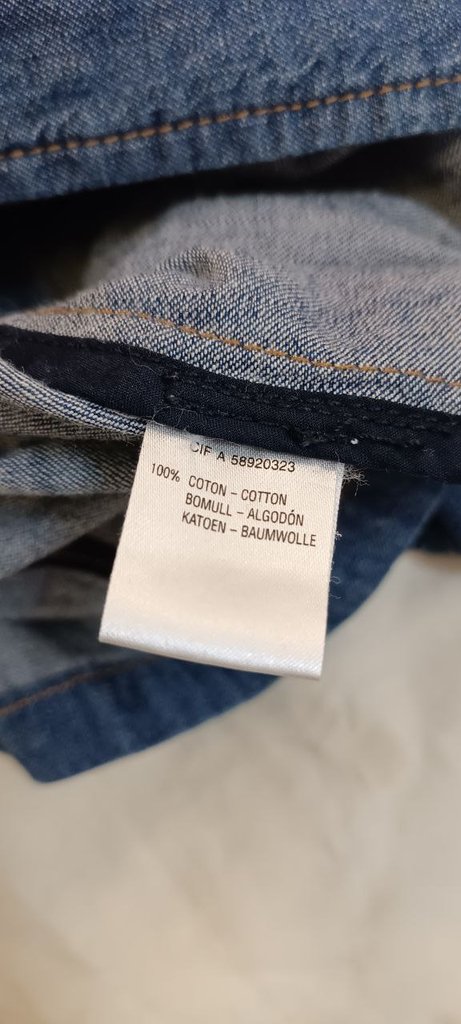 CIF A 58920323
100% COTON - COTTON
BOMULL - ALGODÓN
KATOEN - BAUMWOLLE